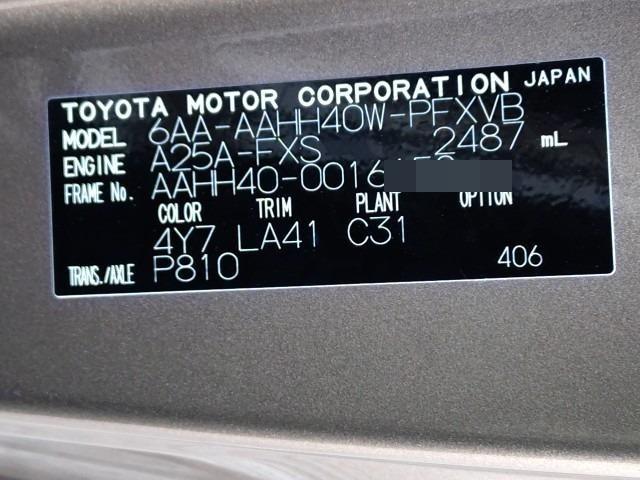 TOYOTA MOTOR CORPORATION JAPAN
MODEL 6AA-AAHH40W-PFXVB
ENGINE A25A-FXS 2487 mL
FRAME No. AAHH40-0016
COLOR TRIM PLANT OPTION
4Y7 LA41 C31
TRANS./AXLE P810 406